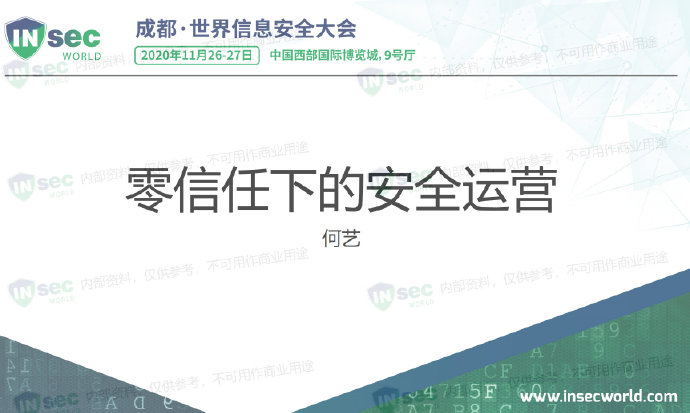 INsec
WORLD
成都·世界信息安全大会
2020年11月26-27日
中国西部国际博览城,9号厅
零信任下的安全运营
何艺
内部资料，仅供参考，不可用作商业用途
www.insecworld.com